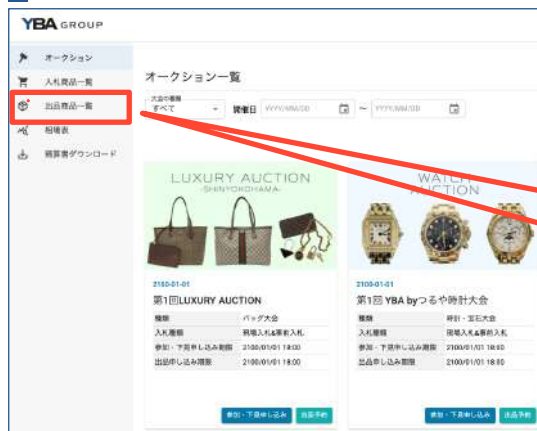 YBA GROUP
オークション
入札商品一覧
出品商品一覧
相場表
精算書ダウンロード
オークション一覧
大会の種類
すべて
開催日 YYYY/MM/DD ~ YYYY/MM/DD
LUXURY AUCTION
-SHINYOKOHAMA-
WATCH
AUCTION
2100-01-01
第1回LUXURY AUCTION
種類 バッグ大会
入札種類 現場入札&事前入札
参加・下見申し込み期限 2100/01/01 18:00
出品申し込み期限 2100/01/01 18:00
参加・下見申し込み 出品予約
2100-01-01
第1回 YBA byつるや時計大会
種類 時計・宝石大会
入札種類 現場入札&事前入札
参加・下見申し込み期限 2100/01/01 18:00
出品申し込み期限 2100/01/01 18:00
参加・下見申し込み 出品予約